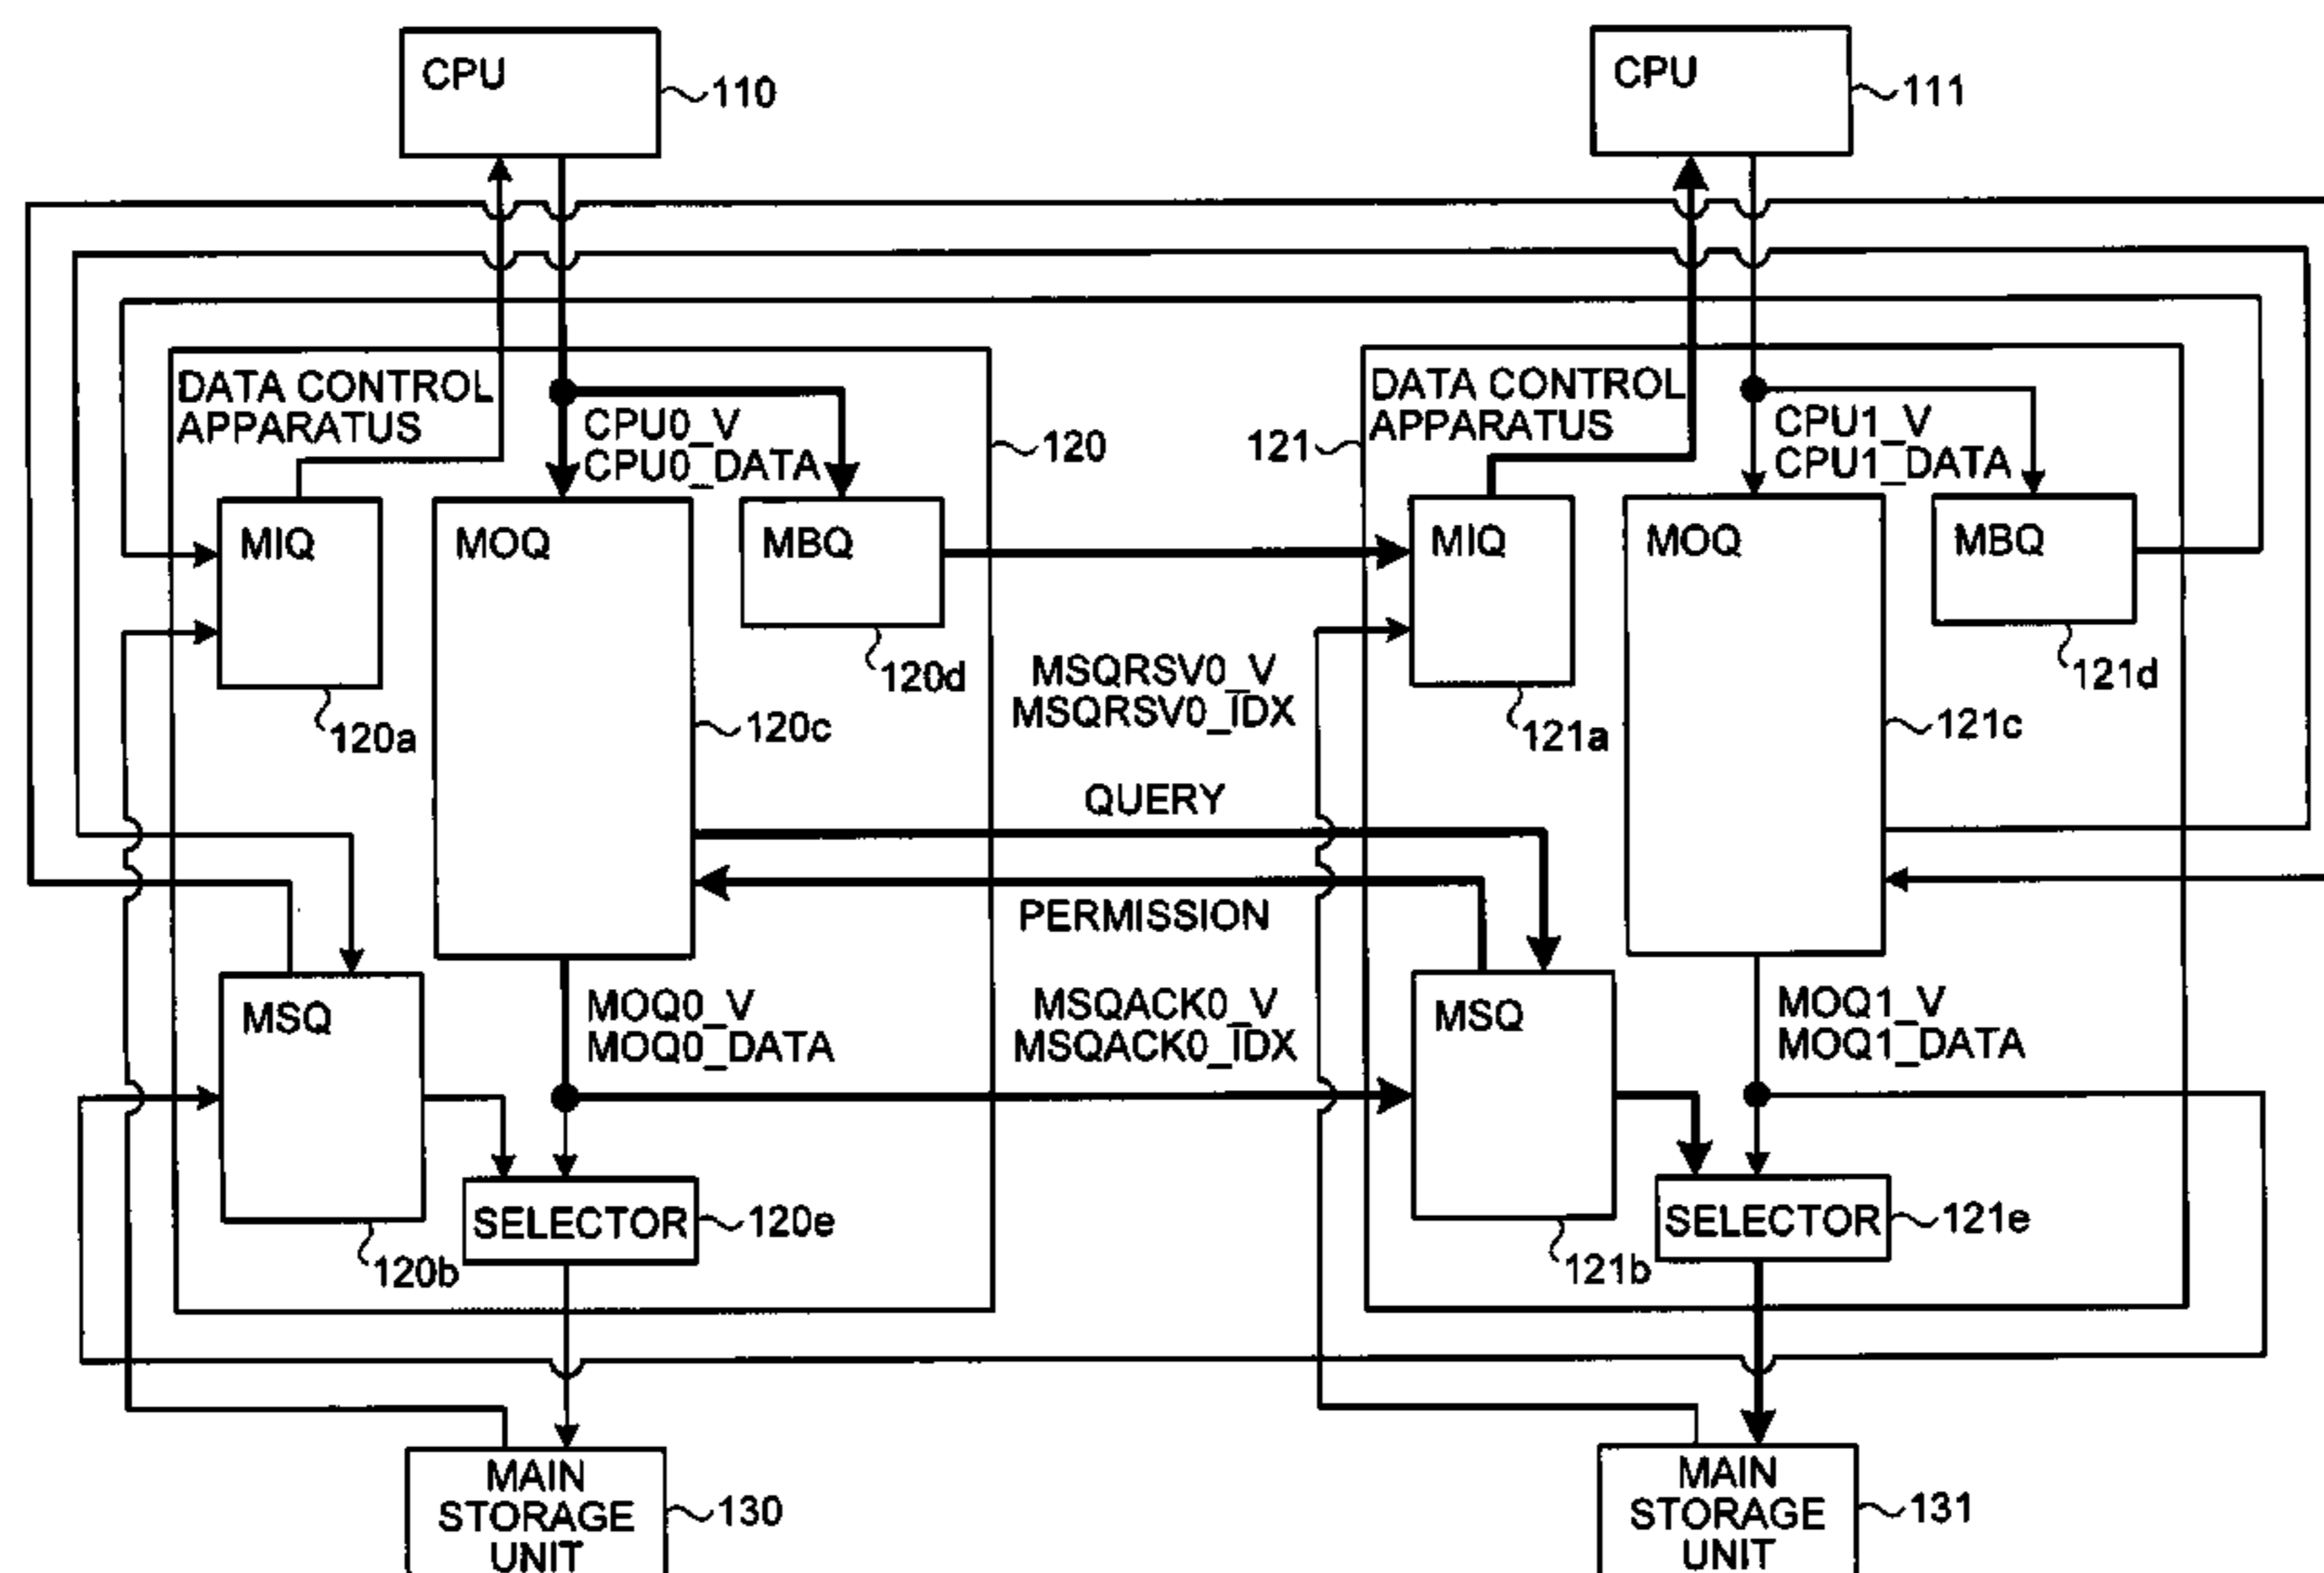 CPU
110
CPU
111
DATA CONTROL
APPARATUS
CPU0_V
CPU0_DATA
120
121
DATA CONTROL
APPARATUS
CPU1_V
CPU1_DATA
MIQ
MOQ
MBQ
MIQ
MOQ
MBQ
120a
120c
120d
MSQRSV0_V
MSQRSV0_IDX
121a
121c
121d
QUERY
PERMISSION
MSQ
MOQ0_V
MOQ0_DATA
MSQACK0_V
MSQACK0_IDX
MSQ
MOQ1_V
MOQ1_DATA
SELECTOR
120e
SELECTOR
121e
120b
121b
MAIN
STORAGE
UNIT
130
MAIN
STORAGE
UNIT
131